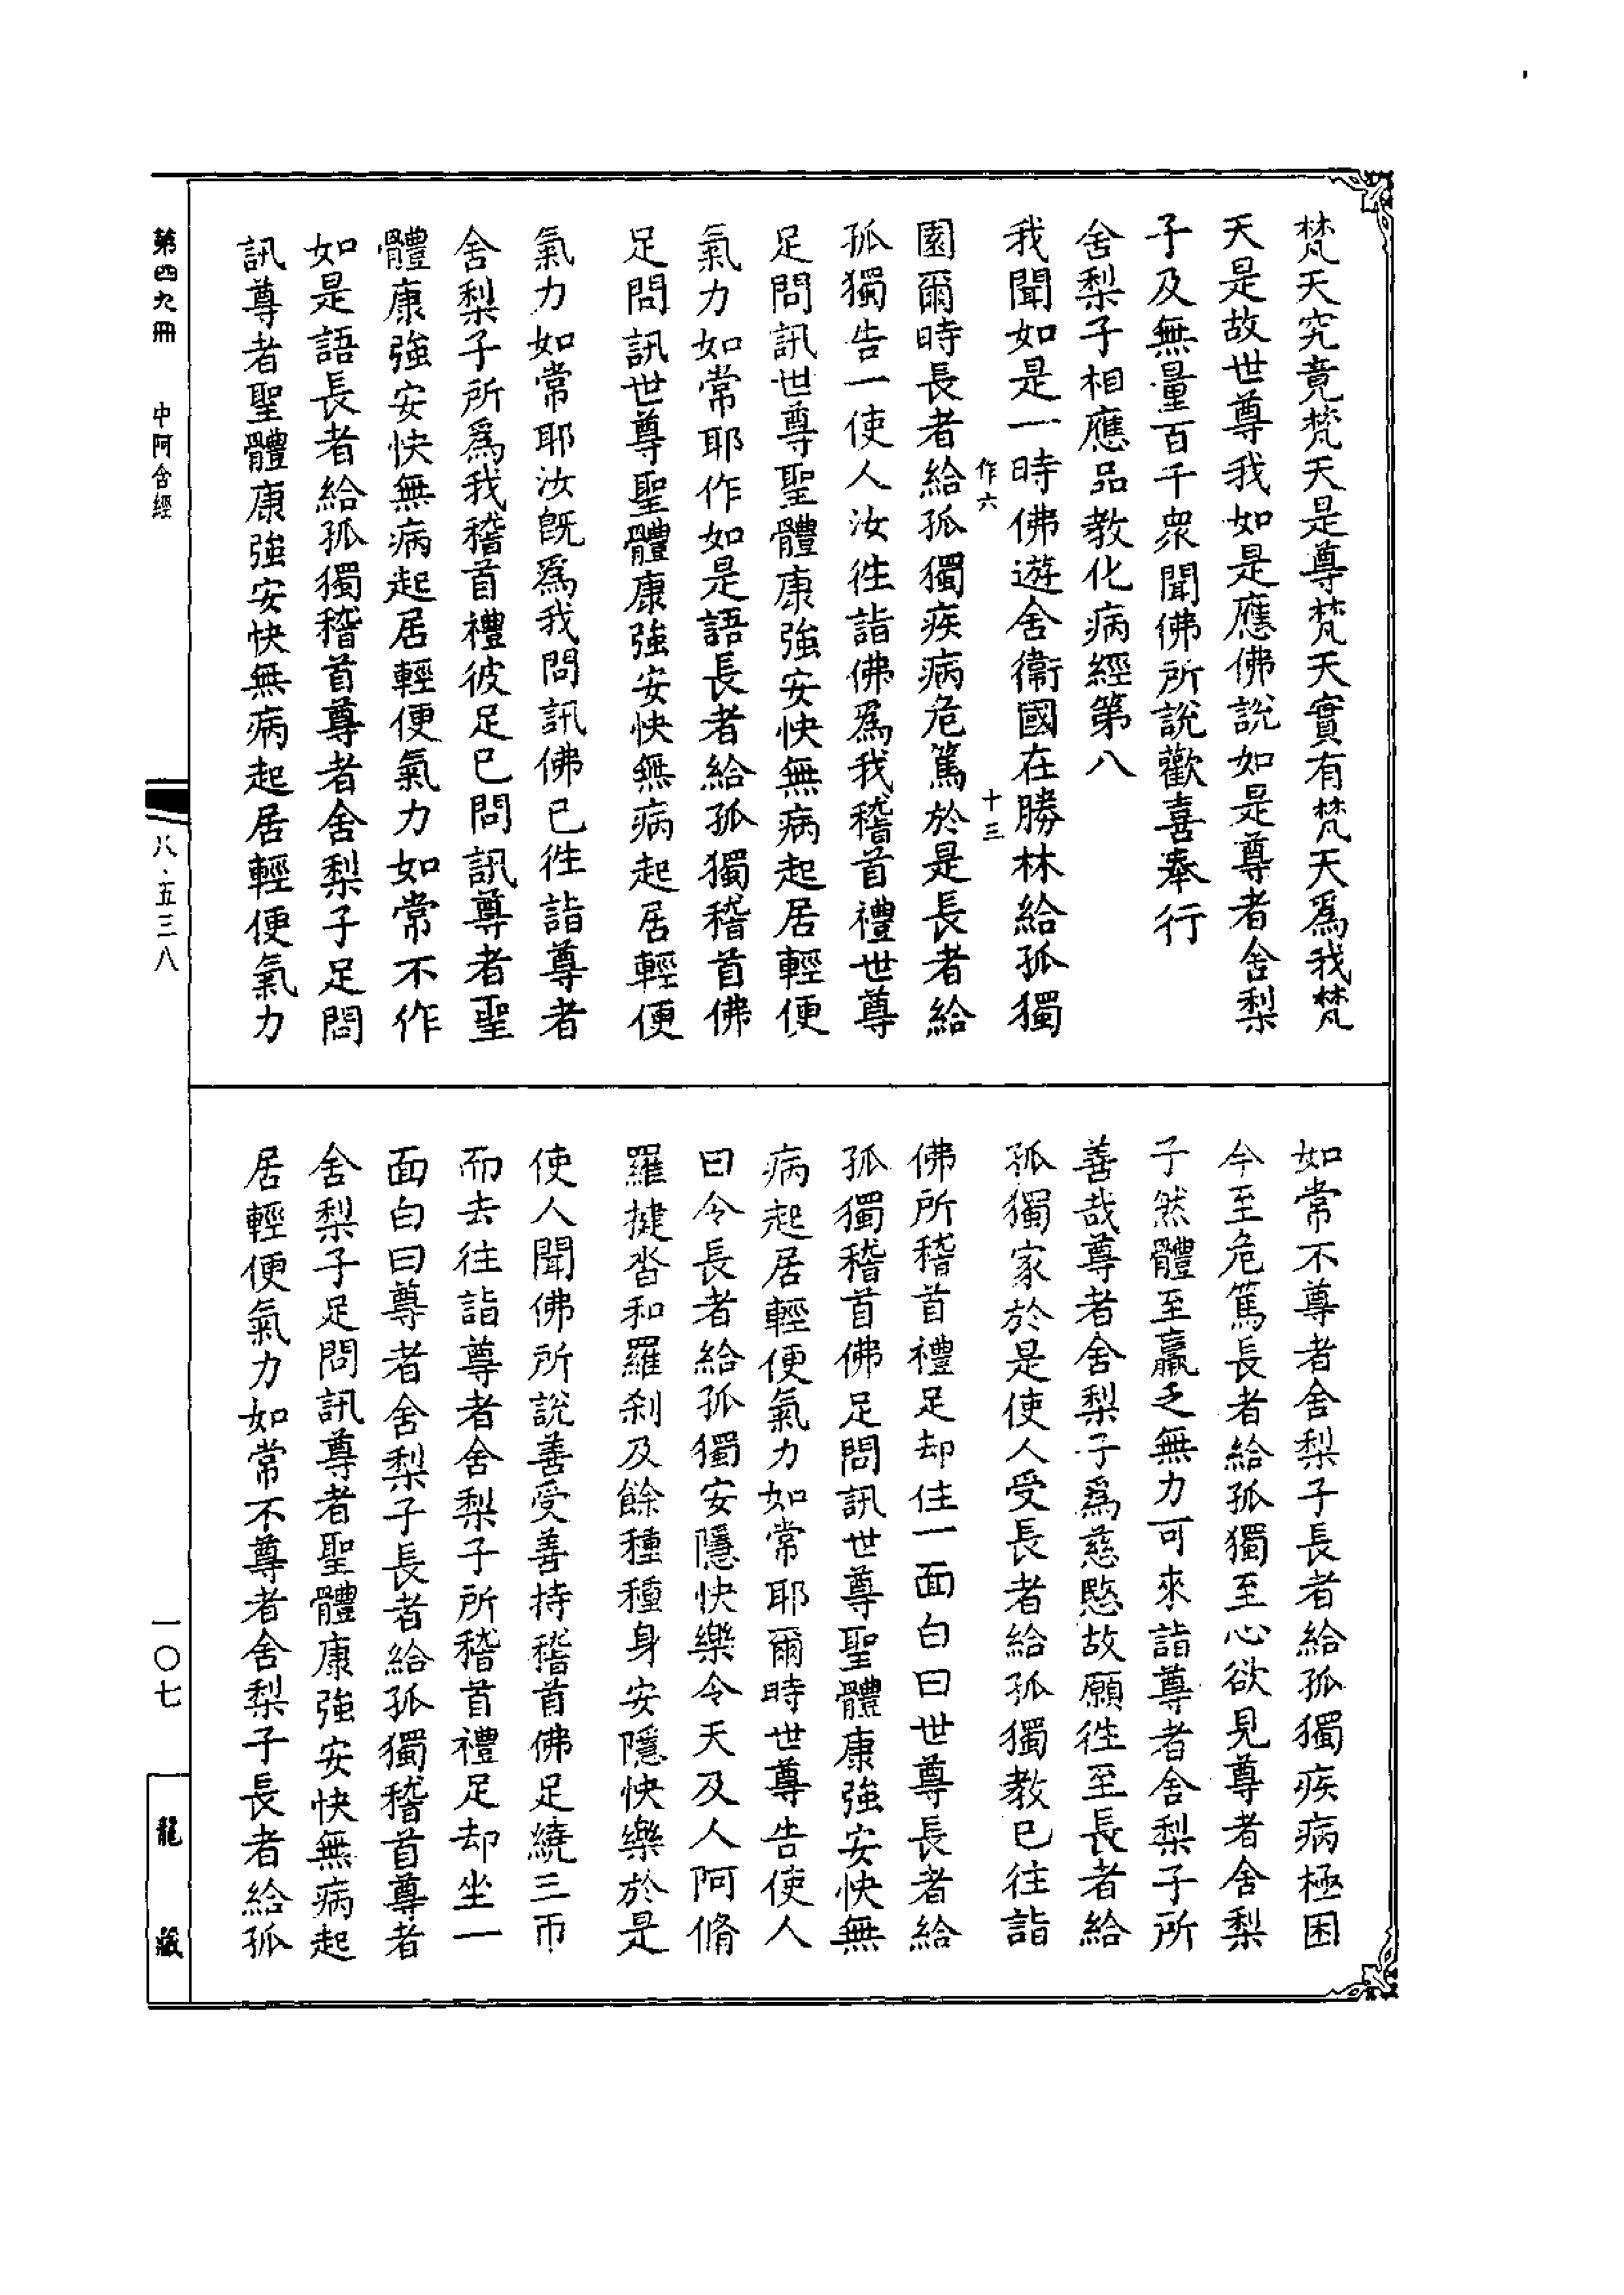 梵天究竟梵天是尊梵天實有梵天爲我梵
天是故世尊我如是應佛說如是尊者舍梨
子及無量百千衆聞佛所說歡喜奉行
舍梨子相應品教化病經第八
我聞如是一時佛遊舍衞國在勝林給孤獨
作六
十三
園爾時長者給孤獨疾病危篤於是長者給
孤獨告一使人汝徃詣佛爲我稽首禮世尊
足問訊世尊聖體康強安快無病起居輕便
氣力如常耶作如是語長者給孤獨稽首佛
足問訊世尊聖體康強安快無病起居輕便
氣力如常耶汝旣爲我問訊佛已徃詣尊者
舍梨子所爲我稽首禮彼足已問訊尊者聖
體康強安快無病起居輕便氣力如常不作
如是語長者給孤獨稽首尊者舍梨子足問
訊尊者聖體康強安快無病起居輕便氣力
如常不尊者舍梨子長者給孤獨疾病極困
今至危篤長者給孤獨至心欲見尊者舍梨
子然體至羸乏無力可來詣尊者舍梨子所
善哉尊者舍梨子爲慈愍故願徃至長者給
孤獨家於是使人受長者給孤獨教已往詣
佛所稽首禮足却住一面白曰世尊長者給
孤獨稽首佛足問訊世尊聖體康強安快無
病起居輕便氣力如常耶爾時世尊告使人
曰令長者給孤獨安隱快樂令天及人阿脩
羅揵沓和羅刹及餘種種身安隱快樂於是
使人聞佛所說善受善持稽首佛足繞三帀
而去往詣尊者舍梨子所稽首禮足却坐一
面白曰尊者舍梨子長者給孤獨稽首尊者
舍梨子足問訊尊者聖體康強安快無病起
居輕便氣力如常不尊者舍梨子長者給孤
第四九冊
中阿含經
八·五三八
一〇七
龍藏